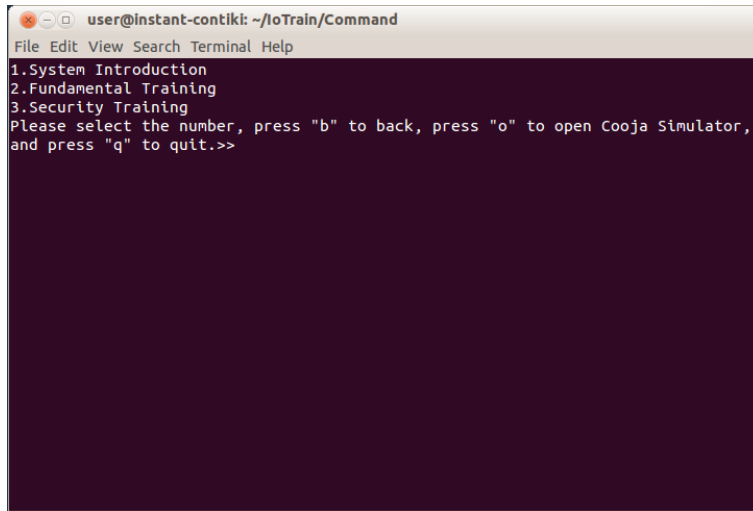 user@instant-contiki: ~/IoTrain/Command
File Edit View Search Terminal Help
1.System Introduction
2.Fundamental Training
3.Security Training
Please select the number, press "b" to back, press "o" to open Cooja Simulator,
and press "q" to quit.>>